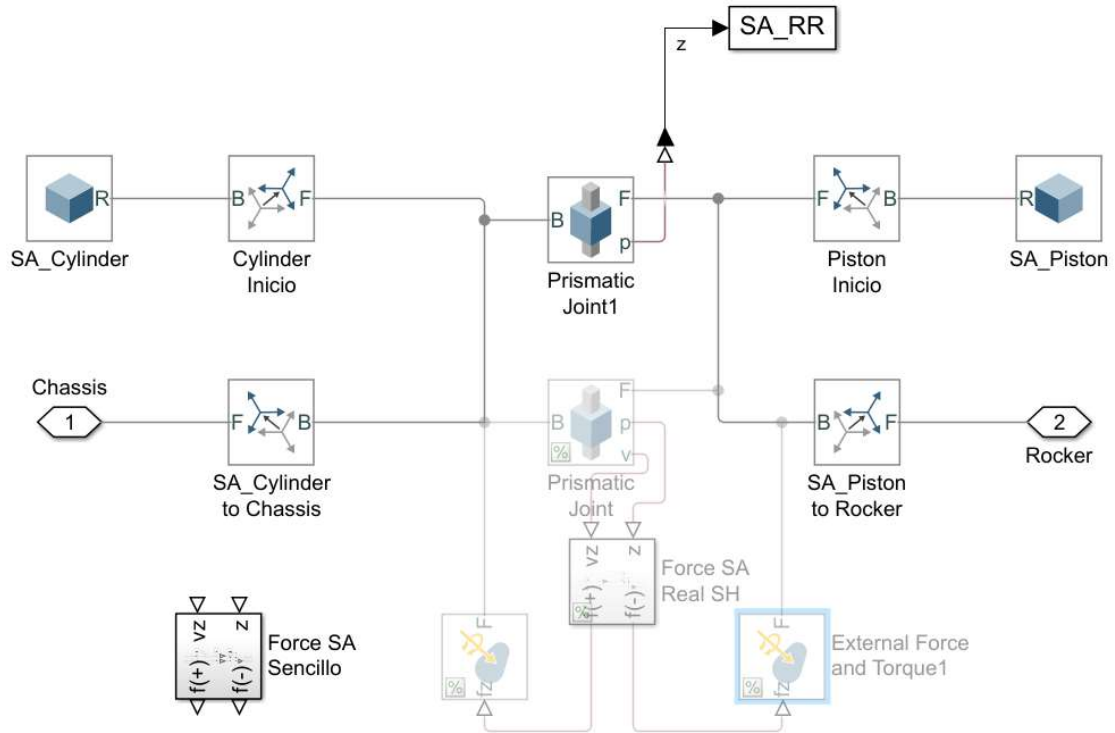 SA_RR
z
R
B
F
B
F
p
F
B
R
SA_Cylinder
Cylinder
Inicio
Prismatic
Joint1
Piston
Inicio
SA_Piston
Chassis
1
F
B
B
F
p
v
B
F
2
Rocker
SA_Cylinder
to Chassis
Prismatic
Joint
SA_Piston
to Rocker
vz
z
f(+)
f(-)
Force SA
Real SH
vz
z
f(+)
f(-)
Force SA
Sencillo
F
fz
F
fz
External Force
and Torque1
%
%
%
%